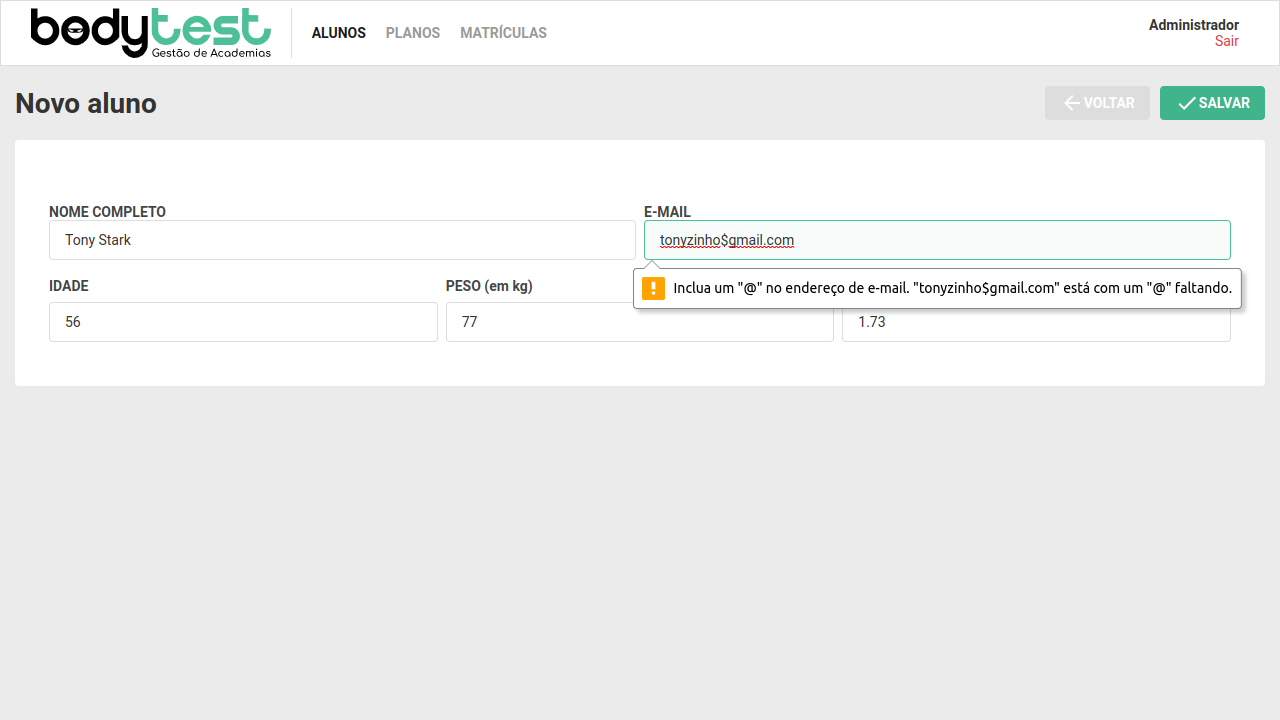 bodytest
Gestão de Academias
ALUNOS PLANOS MATRÍCULAS
Administrador
Sair
Novo aluno
VOLTAR
SALVAR
NOME COMPLETO
E-MAIL
Tony Stark
tonyzinho$gmail.com
Inclua um "@" no endereço de e-mail. "tonyzinho$gmail.com" está com um "@" faltando.
IDADE
PESO (em kg)
56
77
1.73